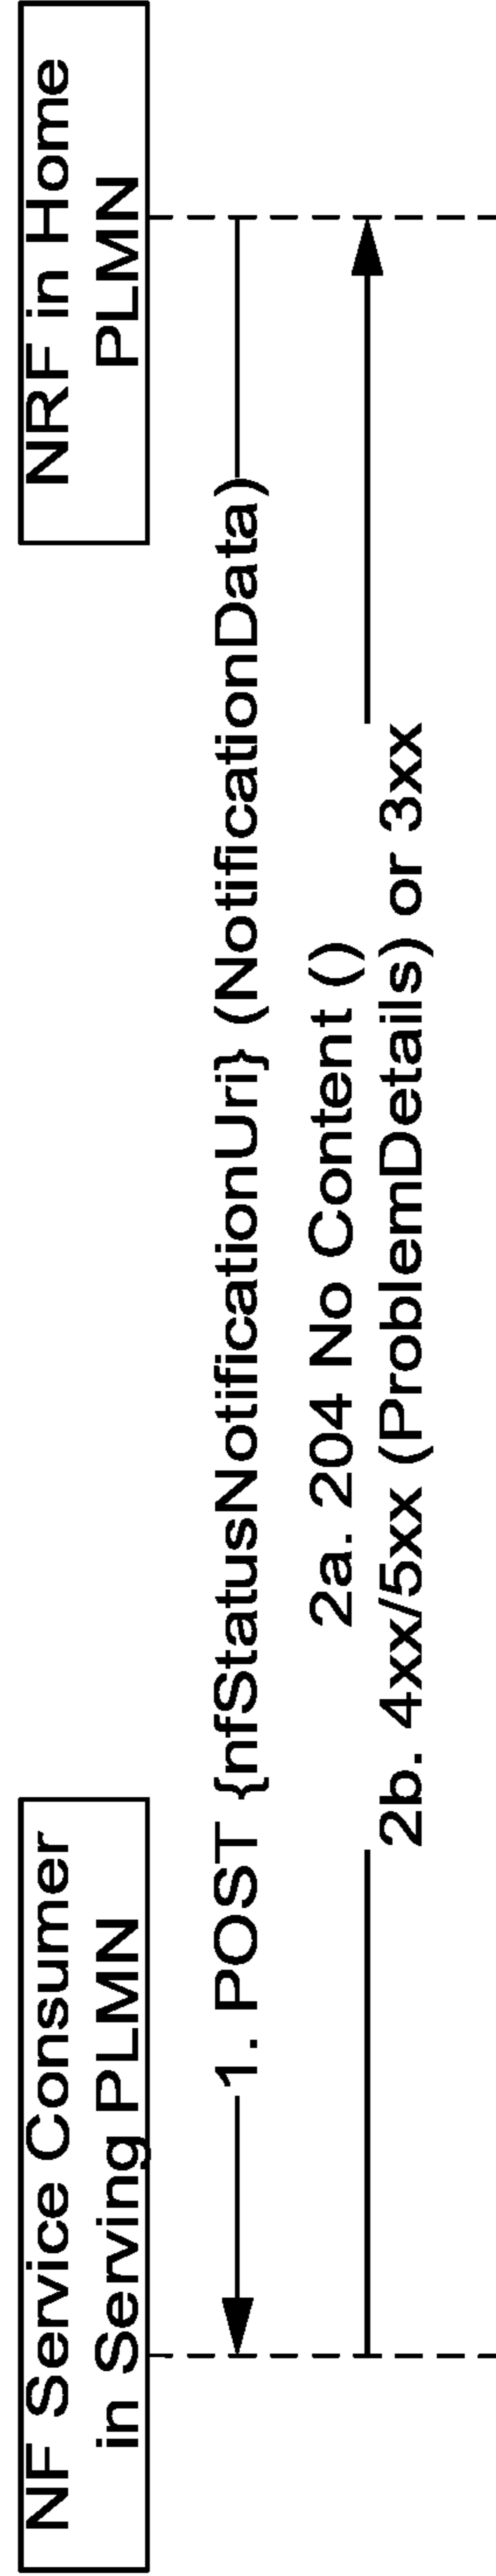 NF Service Consumer
in Serving PLMN
NRF in Home
PLMN
1. POST {nfStatusNotificationUri} (NotificationData)
2a. 204 No Content ()
2b. 4xx/5xx (ProblemDetails) or 3xx